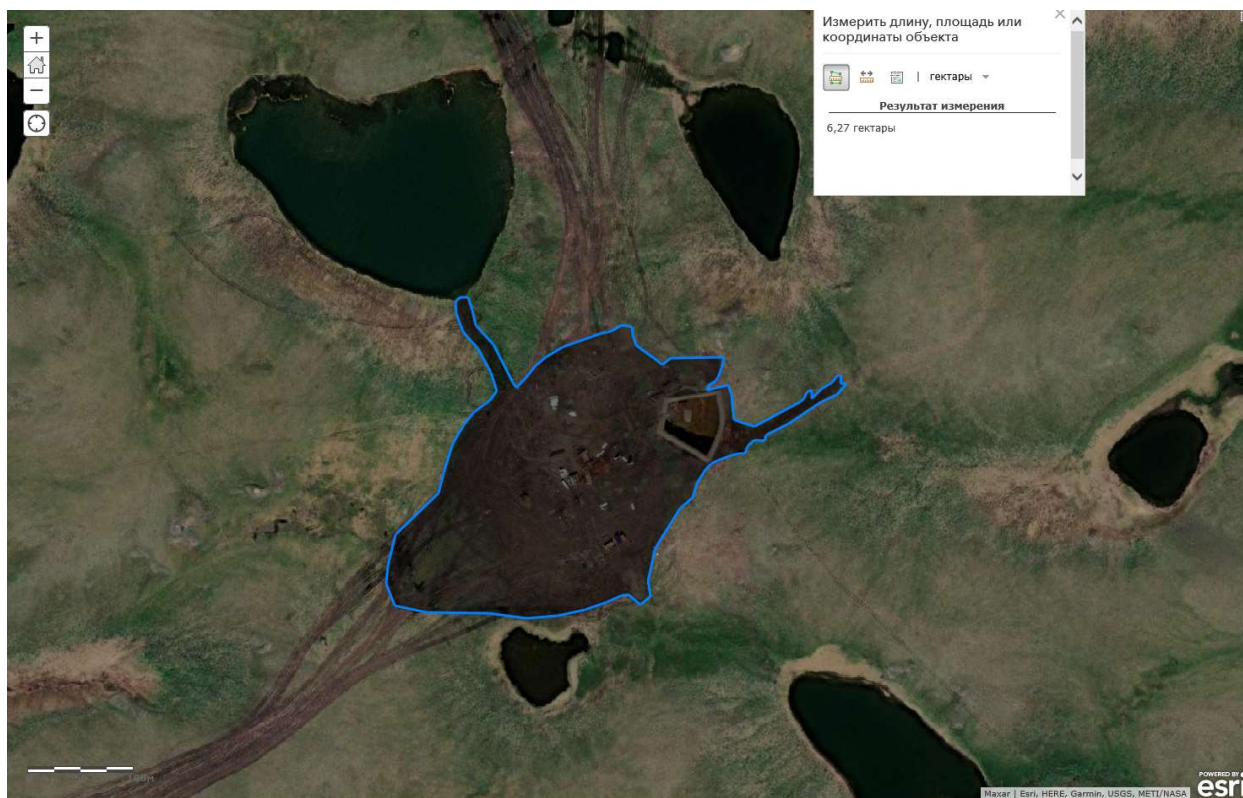 Измерить длину, площадь или
координаты объекта
гектары
Результат измерения
6,27 гектары
100м
POWERED BY
esri
Maxar | Esri, HERE, Garmin, USGS, METI/NASA